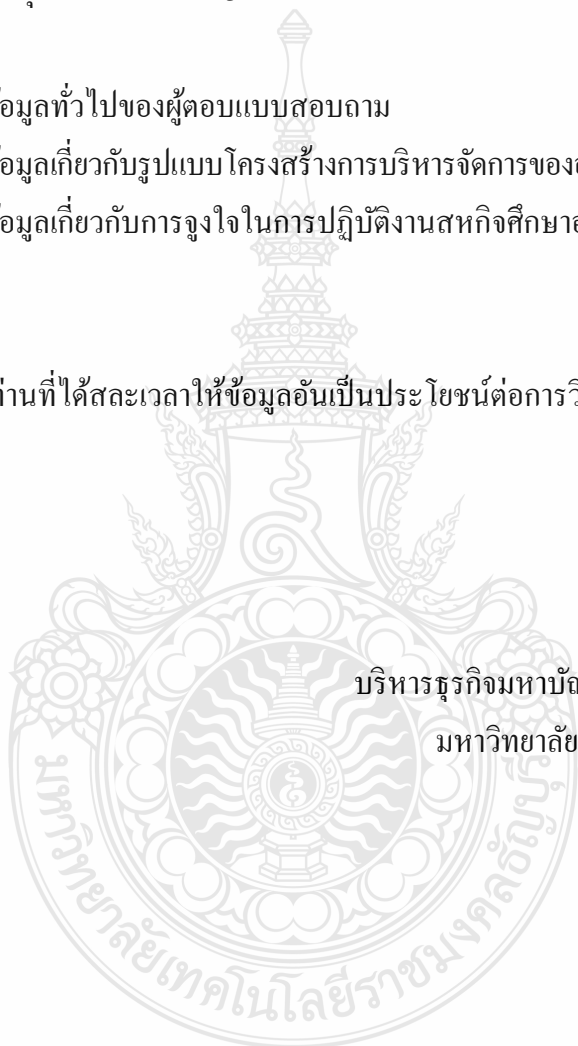 ข้อมูลทั่วไปของผู้ตอบแบบสอบถาม
ข้อมูลเกี่ยวกับรูปแบบโครงสร้างการบริหารจัดการของ
ข้อมูลเกี่ยวกับการจูงใจในการปฏิบัติงานสหกิจศึกษา
ท่านที่ได้สละเวลาให้ข้อมูลอันเป็นประโยชน์ต่อการวิ
บริหารธุรกิจมหาบัณ
มหาวิทยาลัย
มหาวิทยาลัยเทคโนโลยีราชมงคลธัญบุรี